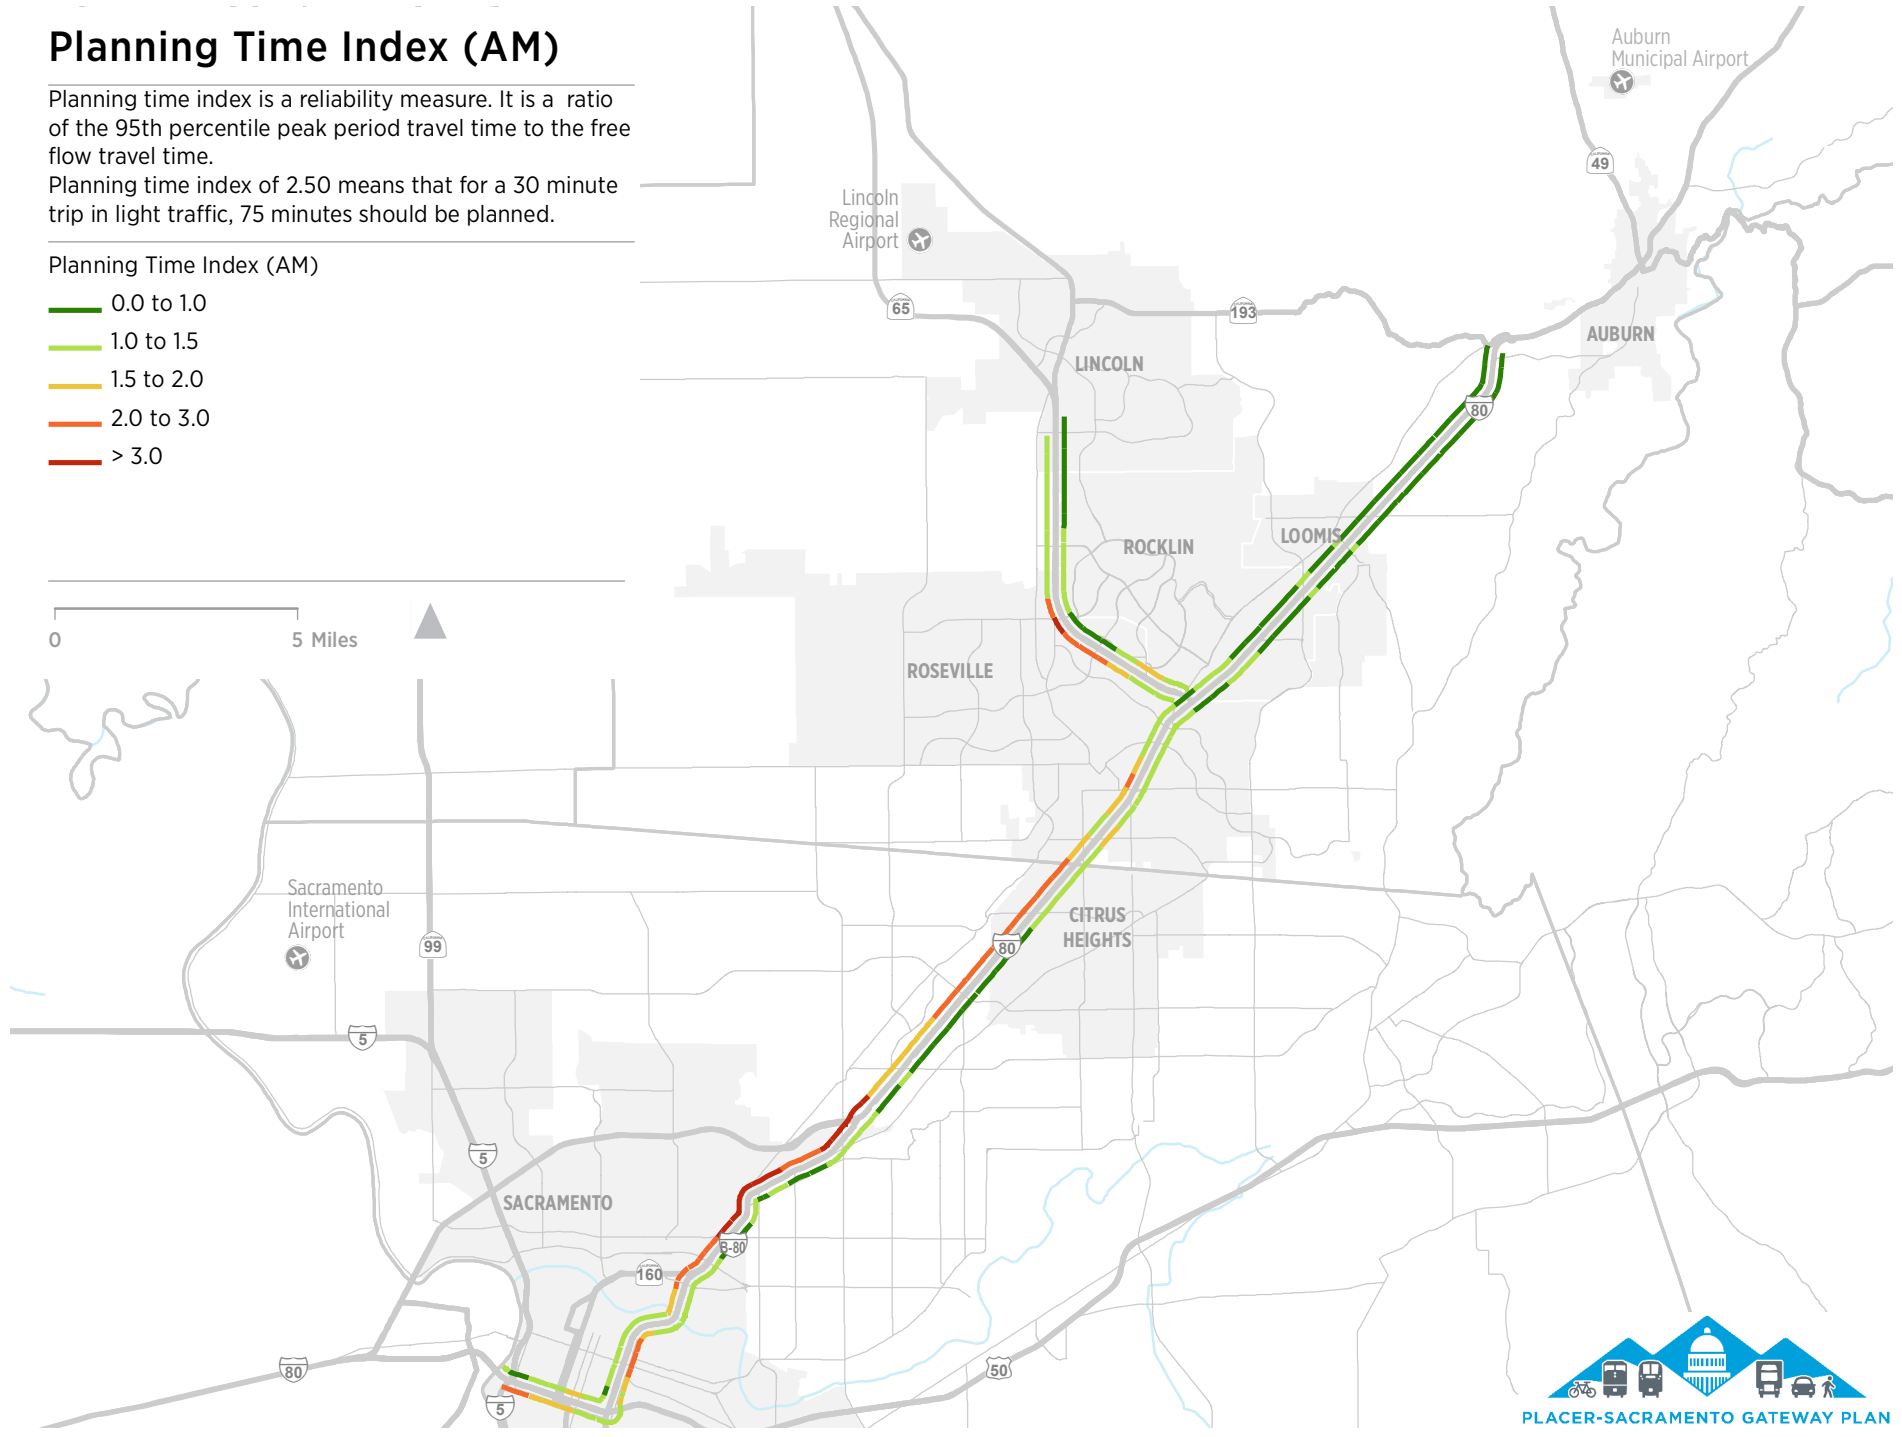 Planning Time Index (AM)
Planning time index is a reliability measure. It is a ratio
of the 95th percentile peak period travel time to the free
flow travel time.
Planning time index of 2.50 means that for a 30 minute
trip in light traffic, 75 minutes should be planned.
Planning Time Index (AM)
0.0 to 1.0
1.0 to 1.5
1.5 to 2.0
2.0 to 3.0
> 3.0
0 5 Miles
Auburn
Municipal Airport
49
Lincoln
Regional
Airport
65
193
AUBURN
LINCOLN
80
ROCKLIN
LOOMIS
ROSEVILLE
Sacramento
International
Airport
99
CITRUS
HEIGHTS
80
5
5
SACRAMENTO
B-80
160
80
50
5
PLACER-SACRAMENTO GATEWAY PLAN